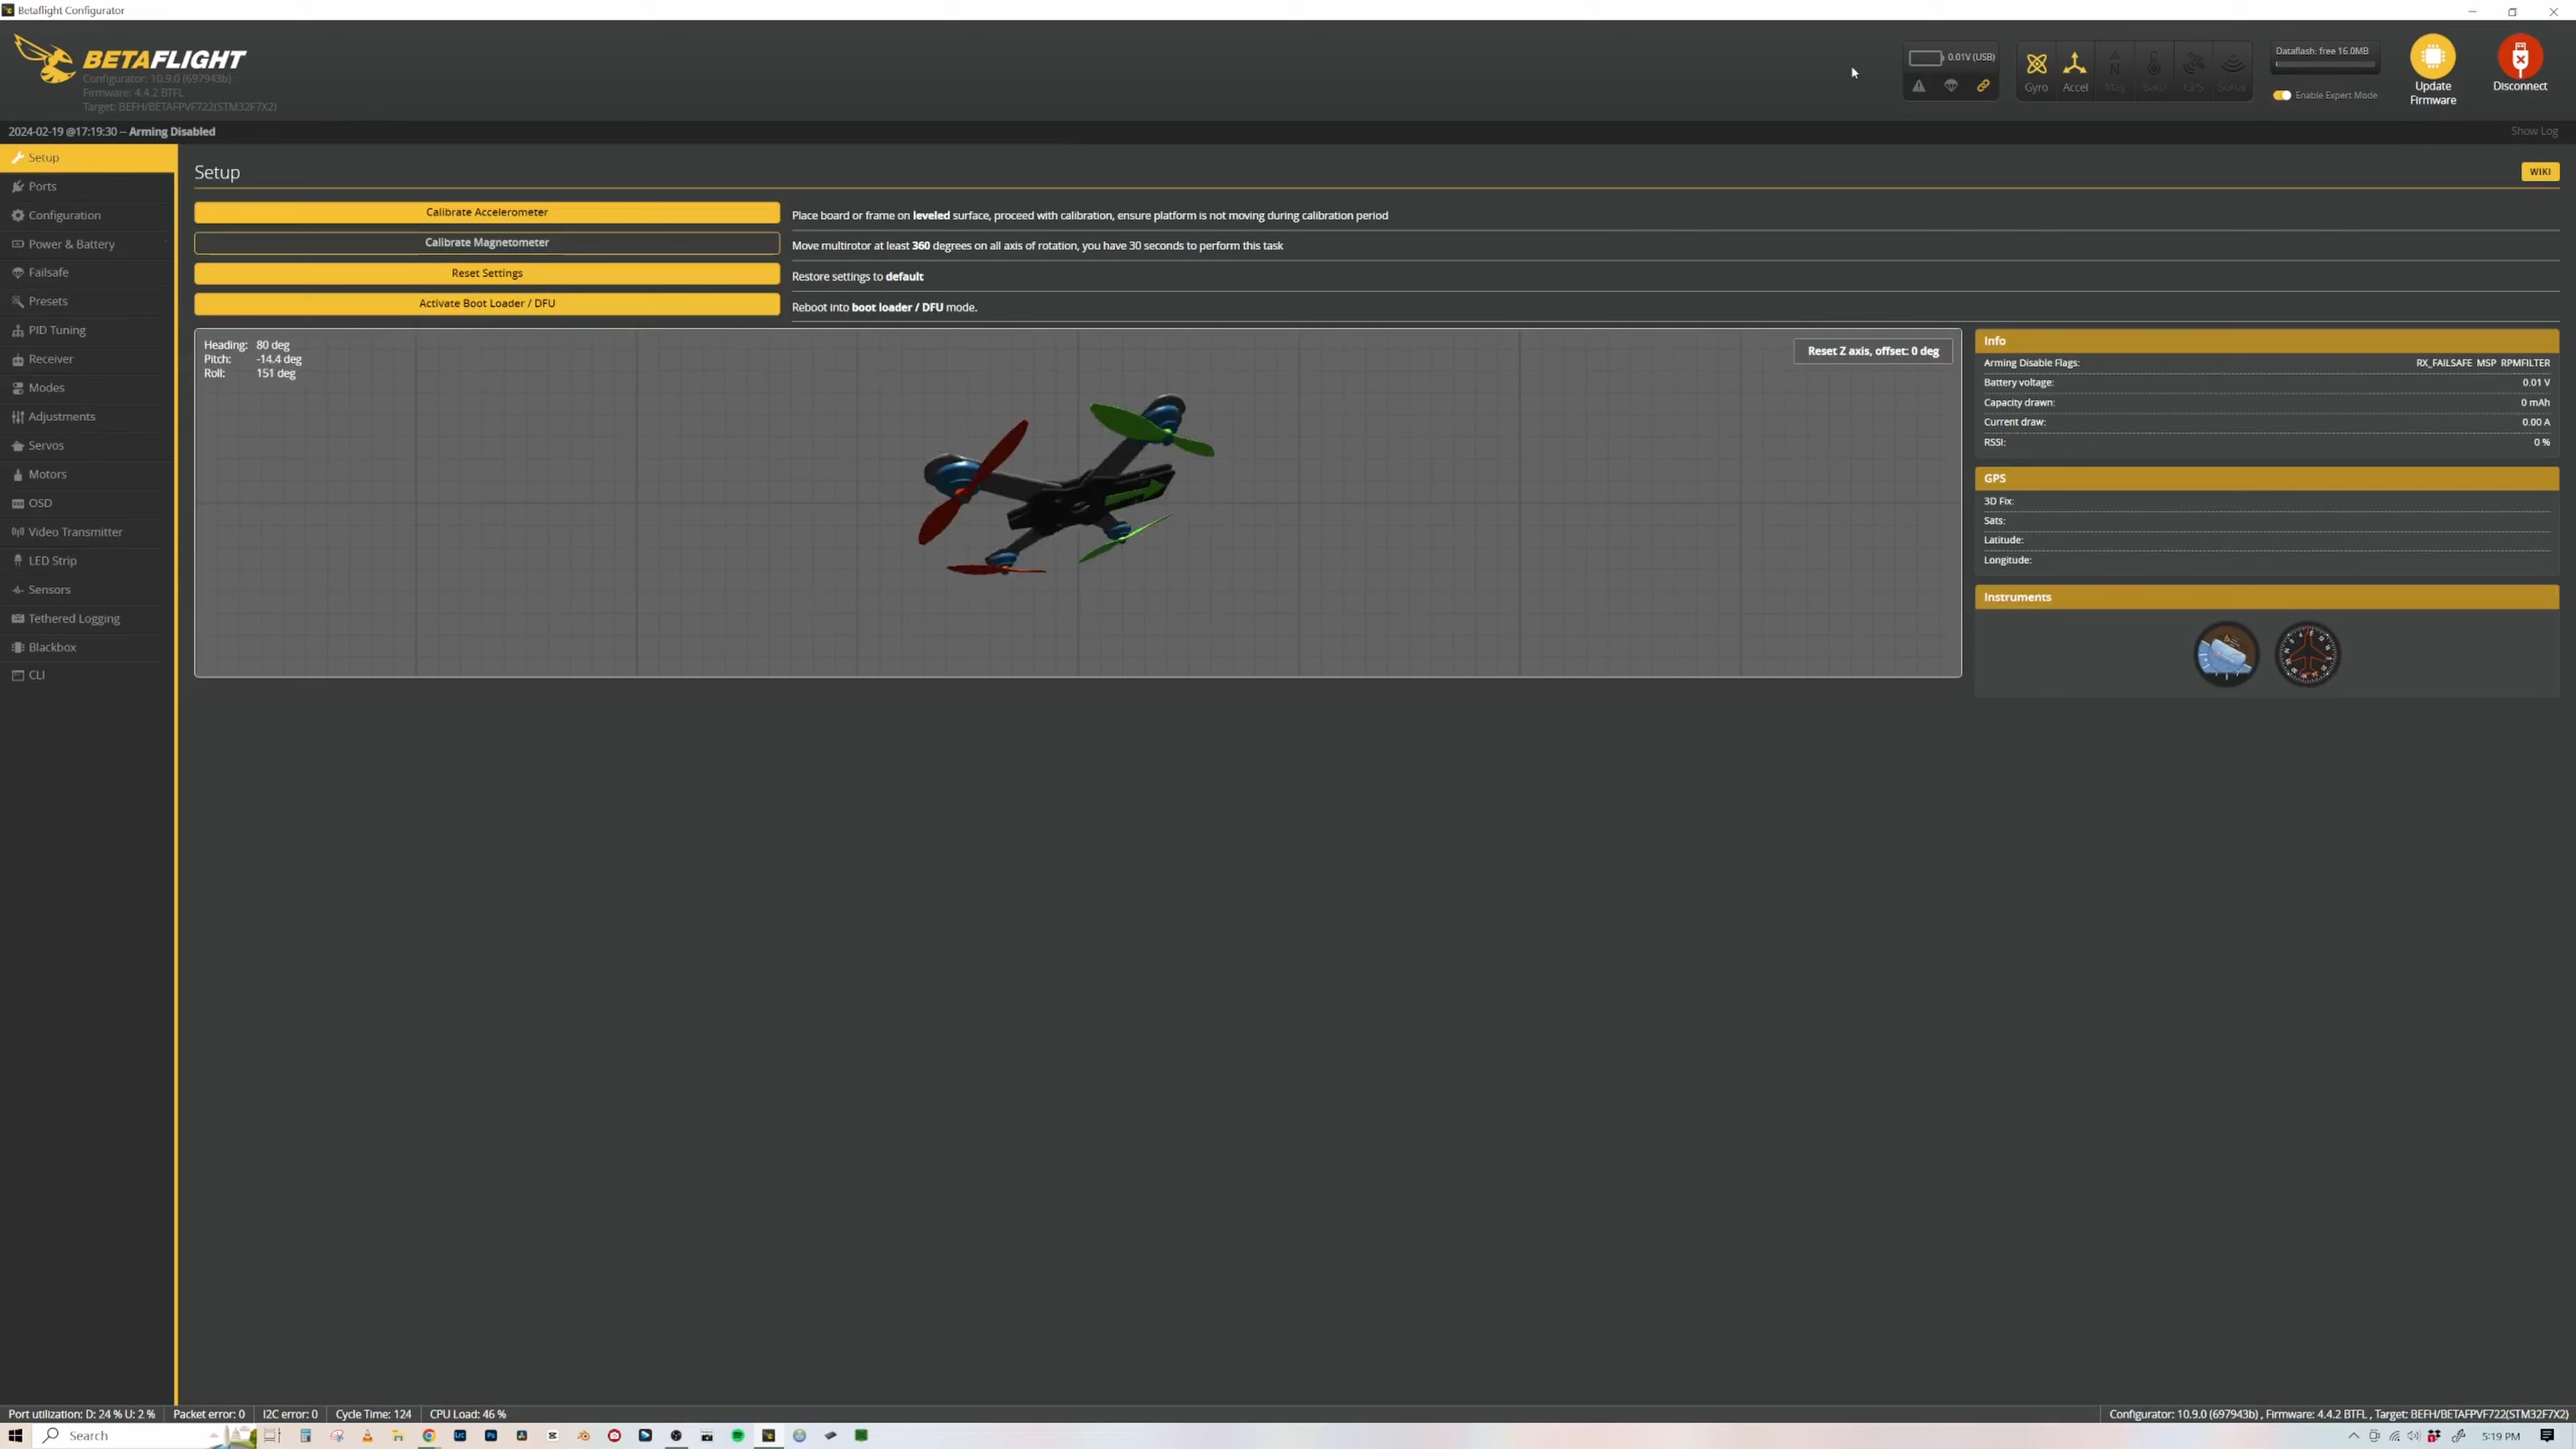 Betaflight Configurator
BETAFLIGHT
Configurator: 10.9.0 (697943b)
Firmware: 4.4.2 BTFL
Target: BEFH/BETAFPVF722(STM32F7X2)
0.01V (USB)
Gyro
Accel
Mag
Baro
GPS
Sonar
Dataflash: free 16.0MB
Enable Expert Mode
Update
Firmware
Disconnect
2024-02-19 @17:19:30 -- Arming Disabled
Show Log
Setup
Ports
Configuration
Power & Battery
Failsafe
Presets
PID Tuning
Receiver
Modes
Adjustments
Servos
Motors
OSD
Video Transmitter
LED Strip
Sensors
Tethered Logging
Blackbox
CLI
Setup
WIKI
Calibrate Accelerometer
Place board or frame on leveled surface, proceed with calibration, ensure platform is not moving during calibration period
Calibrate Magnetometer
Move multirotor at least 360 degrees on all axis of rotation, you have 30 seconds to perform this task
Reset Settings
Restore settings to default
Activate Boot Loader / DFU
Reboot into boot loader / DFU mode.
Heading: 80 deg
Pitch: -14.4 deg
Roll: 151 deg
Reset Z axis, offset: 0 deg
Info
Arming Disable Flags: RX_FAILSAFE MSP RPMFILTER
Battery voltage: 0.01 V
Capacity drawn: 0 mAh
Current draw: 0.00 A
RSSI: 0 %
GPS
3D Fix:
Sats:
Latitude:
Longitude:
Instruments
Port utilization: D: 24 % U: 2 %
Packet error: 0
I2C error: 0
Cycle Time: 124
CPU Load: 46 %
Configurator: 10.9.0 (697943b) , Firmware: 4.4.2 BTFL , Target: BEFH/BETAFPVF722(STM32F7X2)
Search
5:19 PM